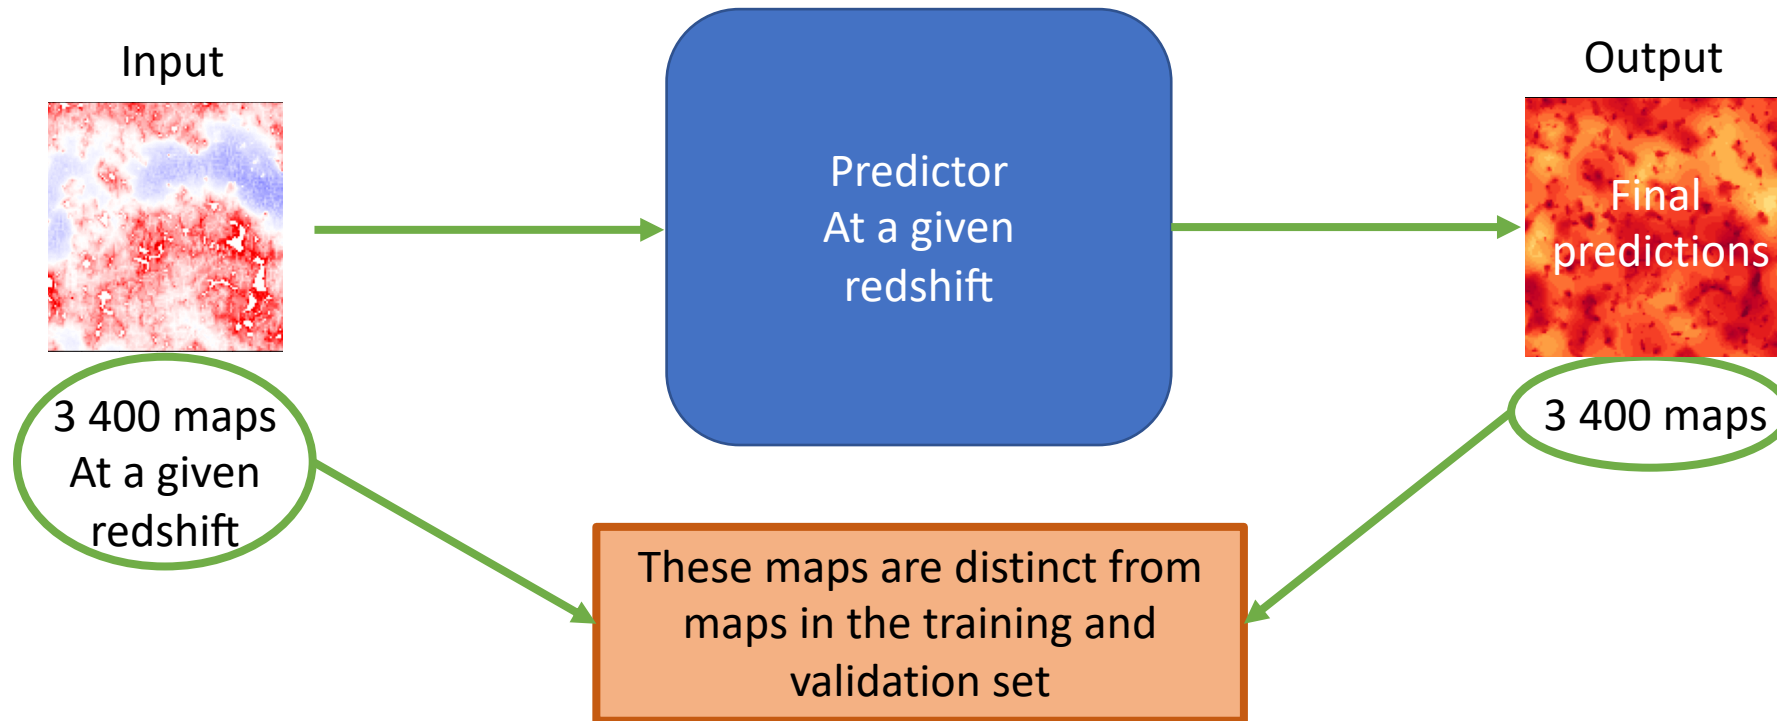 Input
Output
Predictor
At a given
redshift
Final
predictions
3 400 maps
At a given
redshift
3 400 maps
These maps are distinct from
maps in the training and
validation set